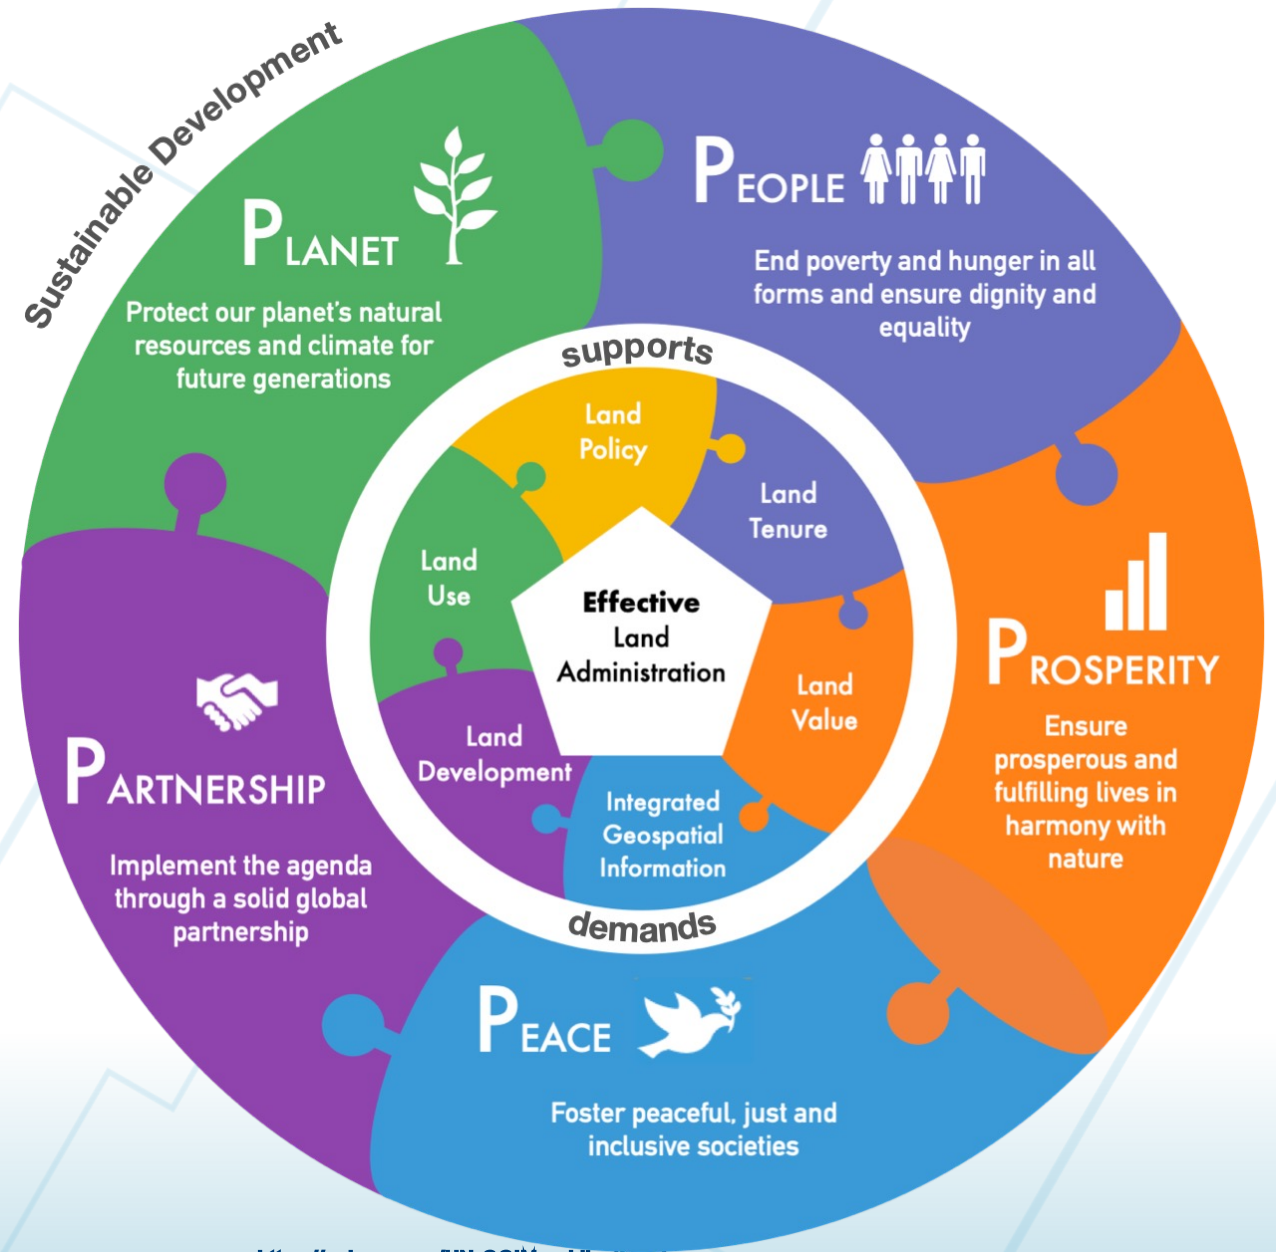 Sustainable Development
PLANET
Protect our planet's natural
resources and climate for
future generations
PEOPLE
End poverty and hunger in all
forms and ensure dignity and
equality
PROSPERITY
Ensure
prosperous and
fulfilling lives in
harmony with
nature
PEACE
Foster peaceful, just and
inclusive societies
PARTNERSHIP
Implement the agenda
through a solid global
partnership
supports
demands
Land
Policy
Land
Tenure
Land
Value
Integrated
Geospatial
Information
Land
Development
Land
Use
Effective
Land
Administration